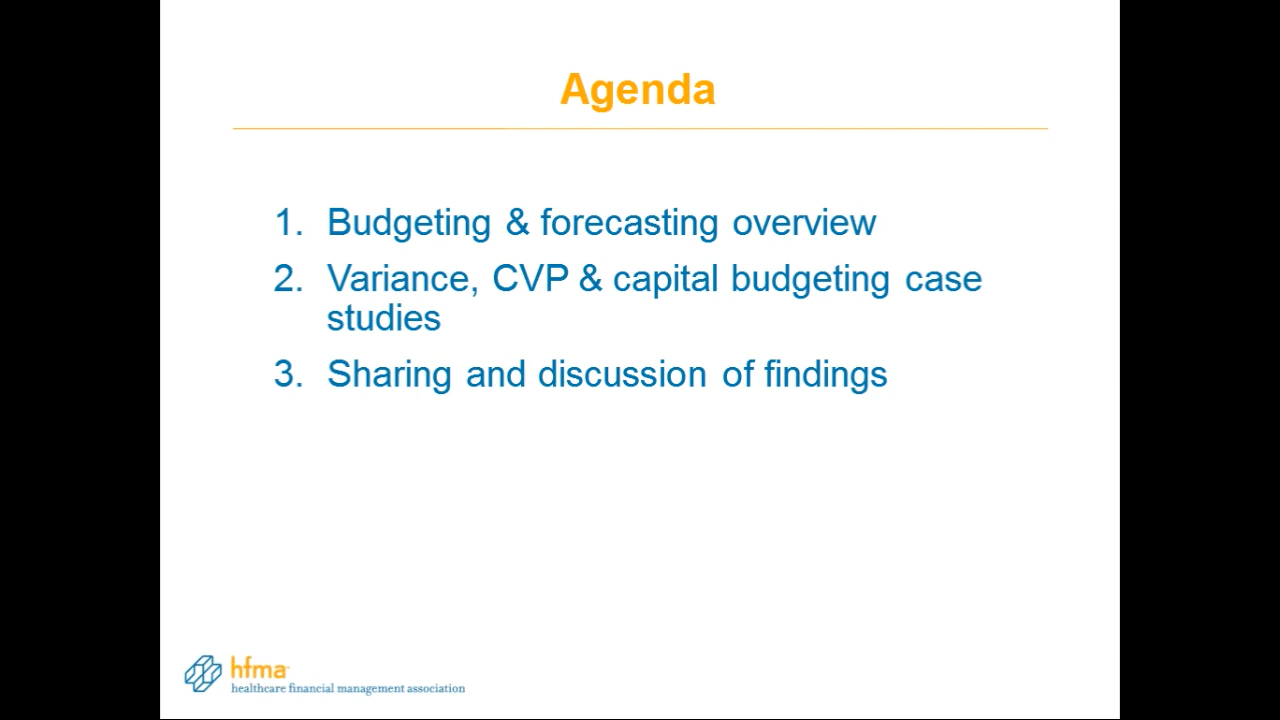 Agenda
1. Budgeting & forecasting overview
2. Variance, CVP & capital budgeting case
studies
3. Sharing and discussion of findings
hfma™
healthcare financial management association